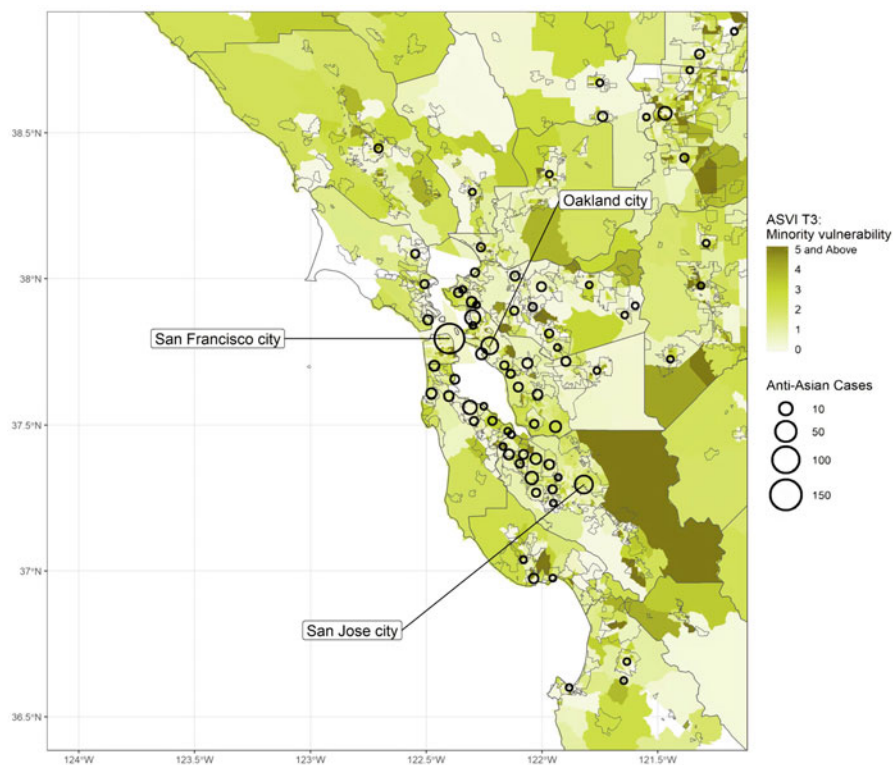 38.5°N
38°N
37.5°N
37°N
36.5°N
124°W
123.5°W
123°W
122.5°W
122°W
121.5°W
Oakland city
San Francisco city
San Jose city
ASVI T3:
Minority vulnerability
5 and Above
4
3
2
1
0
Anti-Asian Cases
10
50
100
150